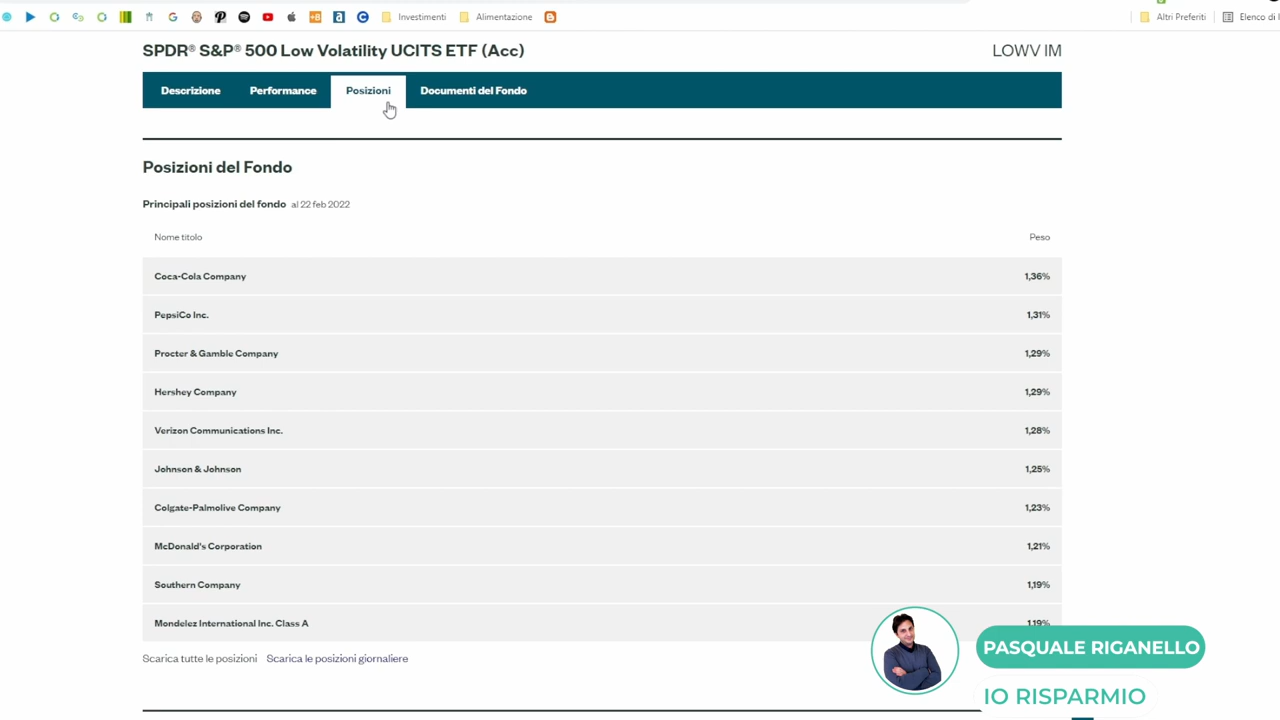 Investimenti
Alimentazione
Altri Preferiti
Elenco di
SPDR® S&P® 500 Low Volatility UCITS ETF (Acc)
LOWV IM
Descrizione
Performance
Posizioni
Documenti del Fondo
Posizioni del Fondo
Principali posizioni del fondo al 22 feb 2022
Nome titolo Peso
Coca-Cola Company 1,36%
PepsiCo Inc. 1,31%
Procter & Gamble Company 1,29%
Hershey Company 1,29%
Verizon Communications Inc. 1,28%
Johnson & Johnson 1,25%
Colgate-Palmolive Company 1,23%
McDonald's Corporation 1,21%
Southern Company 1,19%
Mondelez International Inc. Class A 1,19%
Scarica tutte le posizioni Scarica le posizioni giornaliere
PASQUALE RIGANELLO
IO RISPARMIO